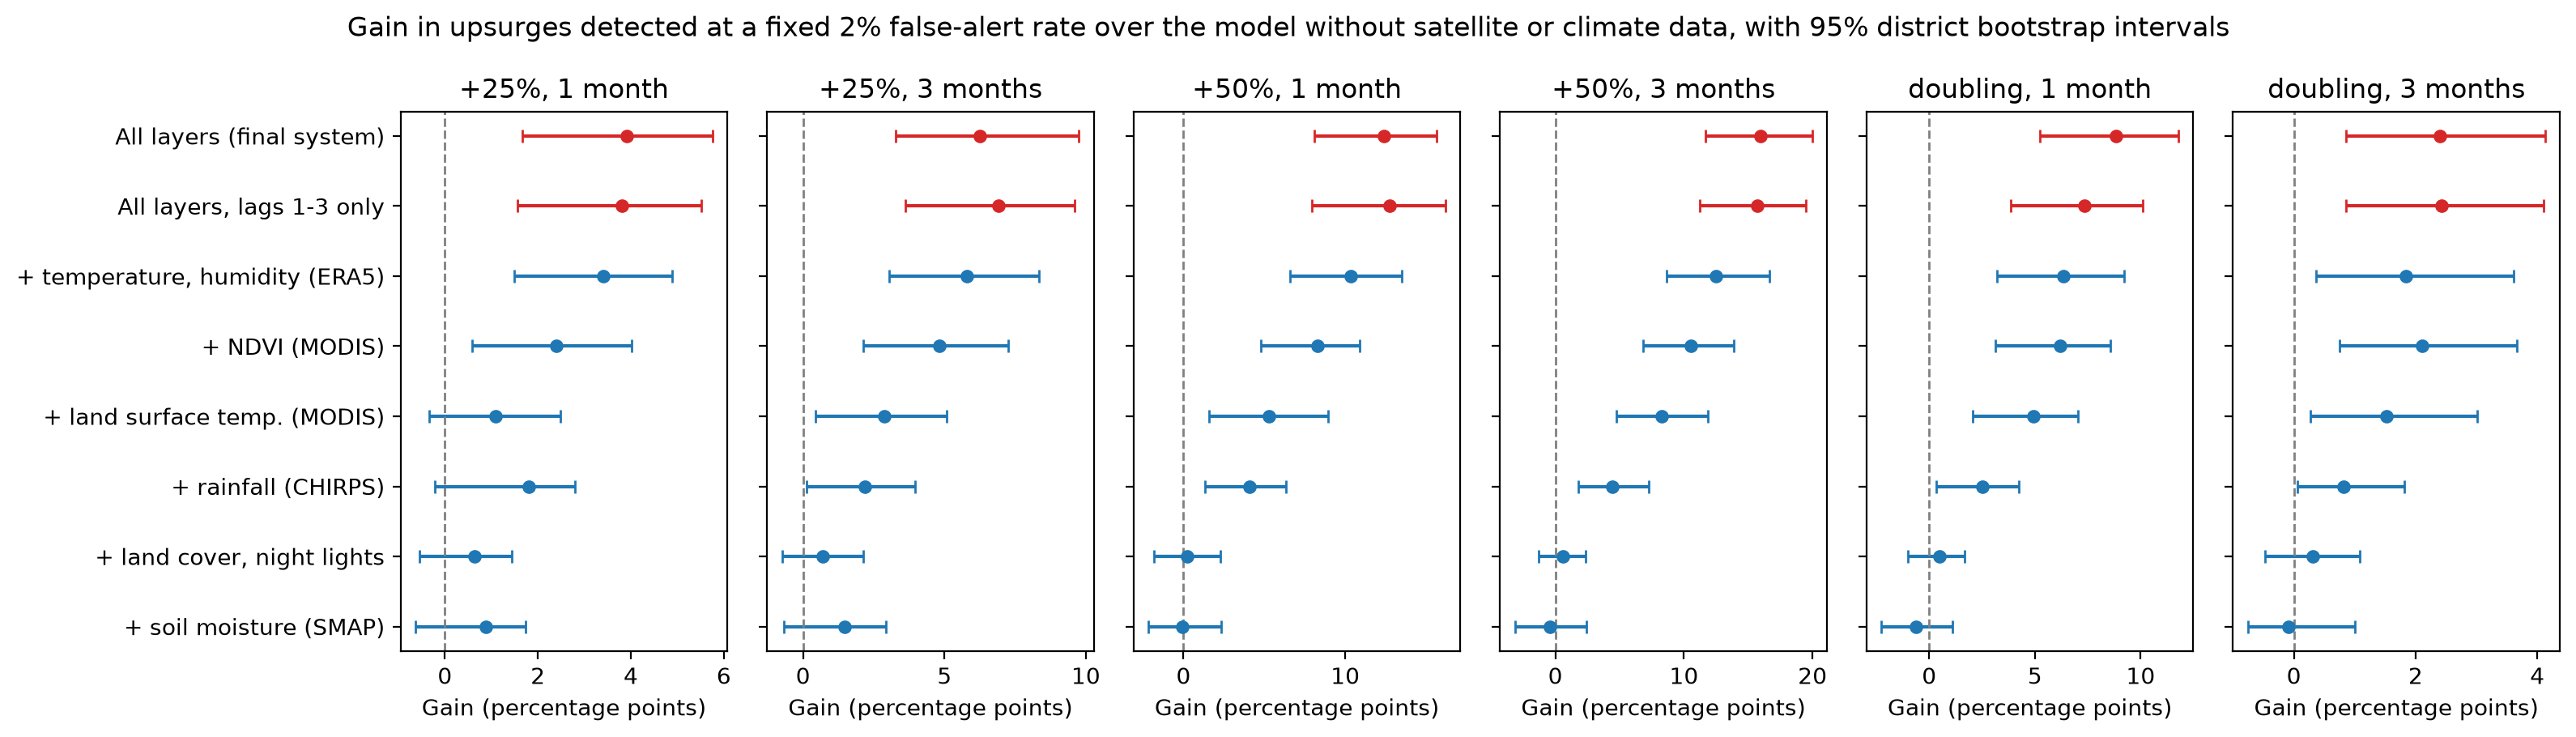 Gain in upsurges detected at a fixed 2% false-alert rate over the model without satellite or climate data, with 95% district bootstrap intervals
+25%, 1 month
+25%, 3 months
+50%, 1 month
+50%, 3 months
doubling, 1 month
doubling, 3 months
All layers (final system)
All layers, lags 1-3 only
+ temperature, humidity (ERA5)
+ NDVI (MODIS)
+ land surface temp. (MODIS)
+ rainfall (CHIRPS)
+ land cover, night lights
+ soil moisture (SMAP)
0 2 4 6
0 5 10
0 10
0 10 20
0 5 10
0 2 4
Gain (percentage points)
Gain (percentage points)
Gain (percentage points)
Gain (percentage points)
Gain (percentage points)
Gain (percentage points)